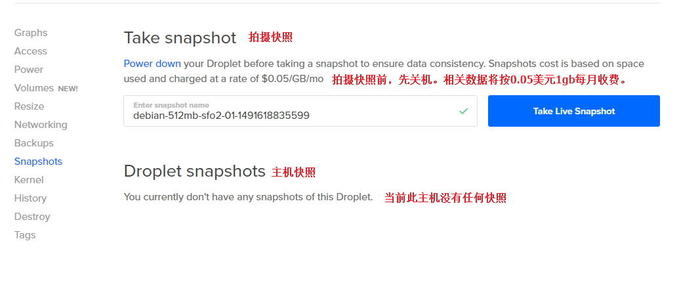 Graphs
Access
Power
Volumes NEW!
Resize
Networking
Backups
Snapshots
Kernel
History
Destroy
Tags
Take snapshot 拍摄快照
Power down your Droplet before taking a snapshot to ensure data consistency. Snapshots cost is based on space
used and charged at a rate of $0.05/GB/mo 拍摄快照前，先关机。相关数据将按0.05美元1gb每月收费。
Enter snapshot name
debian-512mb-sfo2-01-1491618835599
Take Live Snapshot
Droplet snapshots 主机快照
You currently don't have any snapshots of this Droplet. 当前此主机没有任何快照